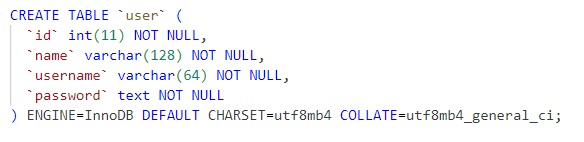 CREATE TABLE `user` (
  `id` int(11) NOT NULL,
  `name` varchar(128) NOT NULL,
  `username` varchar(64) NOT NULL,
  `password` text NOT NULL
) ENGINE=InnoDB DEFAULT CHARSET=utf8mb4 COLLATE=utf8mb4_general_ci;